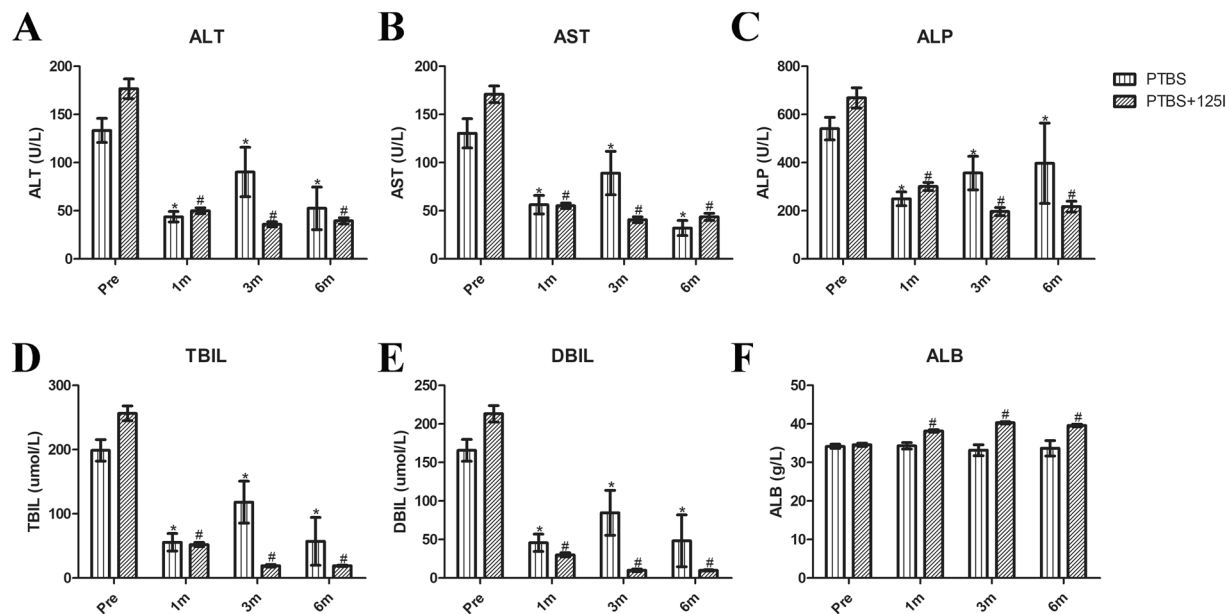 A
ALT
ALT (U/L)
200
150
100
50
0
*
#
*
#
*
#
Pre
1m
3m
6m
B
AST
AST (U/L)
200
150
100
50
0
*
#
*
#
*
#
Pre
1m
3m
6m
C
ALP
ALP (U/L)
800
600
400
200
0
*
#
*
#
*
#
Pre
1m
3m
6m
PTBS
PTBS+125I
D
TBIL
TBIL (umol/L)
300
200
100
0
*
#
*
#
*
#
Pre
1m
3m
6m
E
DBIL
DBIL (umol/L)
250
200
150
100
50
0
*
#
*
#
*
#
Pre
1m
3m
6m
F
ALB
ALB (g/L)
50
40
30
20
10
0
#
#
#
Pre
1m
3m
6m